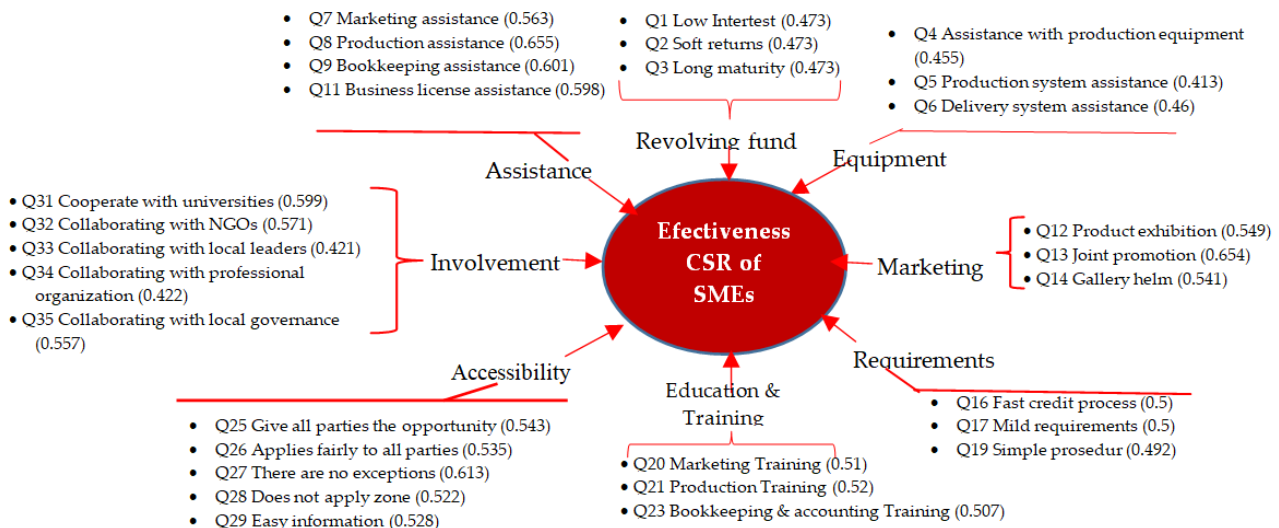 • Q7 Marketing assistance (0.563)
• Q8 Production assistance (0.655)
• Q9 Bookkeeping assistance (0.601)
• Q11 Business license assistance (0.598)
Assistance
• Q1 Low Intertest (0.473)
• Q2 Soft returns (0.473)
• Q3 Long maturity (0.473)
Revolving fund
• Q4 Assistance with production equipment
(0.455)
• Q5 Production system assistance (0.413)
• Q6 Delivery system assistance (0.46)
Equipment
• Q31 Cooperate with universities (0.599)
• Q32 Collaborating with NGOs (0.571)
• Q33 Collaborating with local leaders (0.421)
• Q34 Collaborating with professional
organization (0.422)
• Q35 Collaborating with local governance
(0.557)
Involvement
Efectiveness
CSR of
SMEs
Marketing
• Q12 Product exhibition (0.549)
• Q13 Joint promotion (0.654)
• Q14 Gallery helm (0.541)
Accessibility
• Q25 Give all parties the opportunity (0.543)
• Q26 Applies fairly to all parties (0.535)
• Q27 There are no exceptions (0.613)
• Q28 Does not apply zone (0.522)
• Q29 Easy information (0.528)
Education &
Training
• Q20 Marketing Training (0.51)
• Q21 Production Training (0.52)
• Q23 Bookkeeping & accounting Training (0.507)
Requirements
• Q16 Fast credit process (0.5)
• Q17 Mild requirements (0.5)
• Q19 Simple prosedur (0.492)